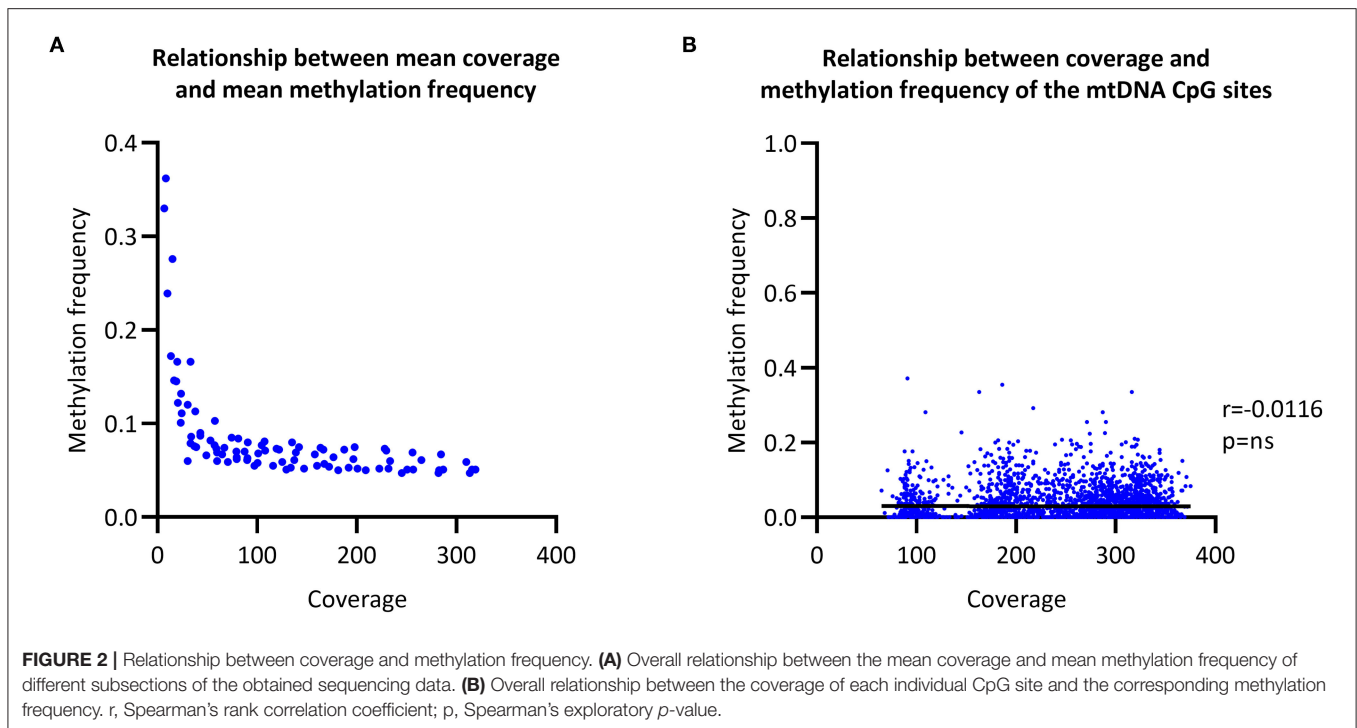 A
Relationship between mean coverage
and mean methylation frequency
Methylation frequency
0.4
0.3
0.2
0.1
0.0
0
100
200
300
400
Coverage
B
Relationship between coverage and
methylation frequency of the mtDNA CpG sites
Methylation frequency
1.0
0.8
0.6
0.4
0.2
0.0
0
100
200
300
400
Coverage
r=-0.0116
p=ns
FIGURE 2 | Relationship between coverage and methylation frequency. (A) Overall relationship between the mean coverage and mean methylation frequency of
different subsections of the obtained sequencing data. (B) Overall relationship between the coverage of each individual CpG site and the corresponding methylation
frequency. r, Spearman's rank correlation coefficient; p, Spearman's exploratory p-value.